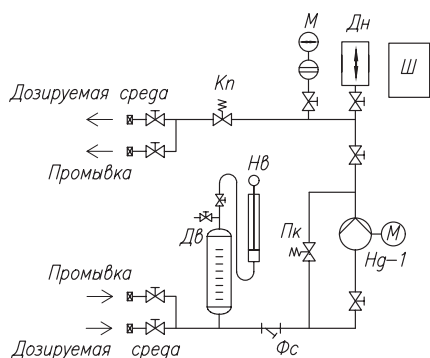 М
Дн
Ш
Кп
Дозируемая среда
Промывка
Нв
Дв
Пк
М
Нд-1
Промывка
Дозируемая среда
Фс